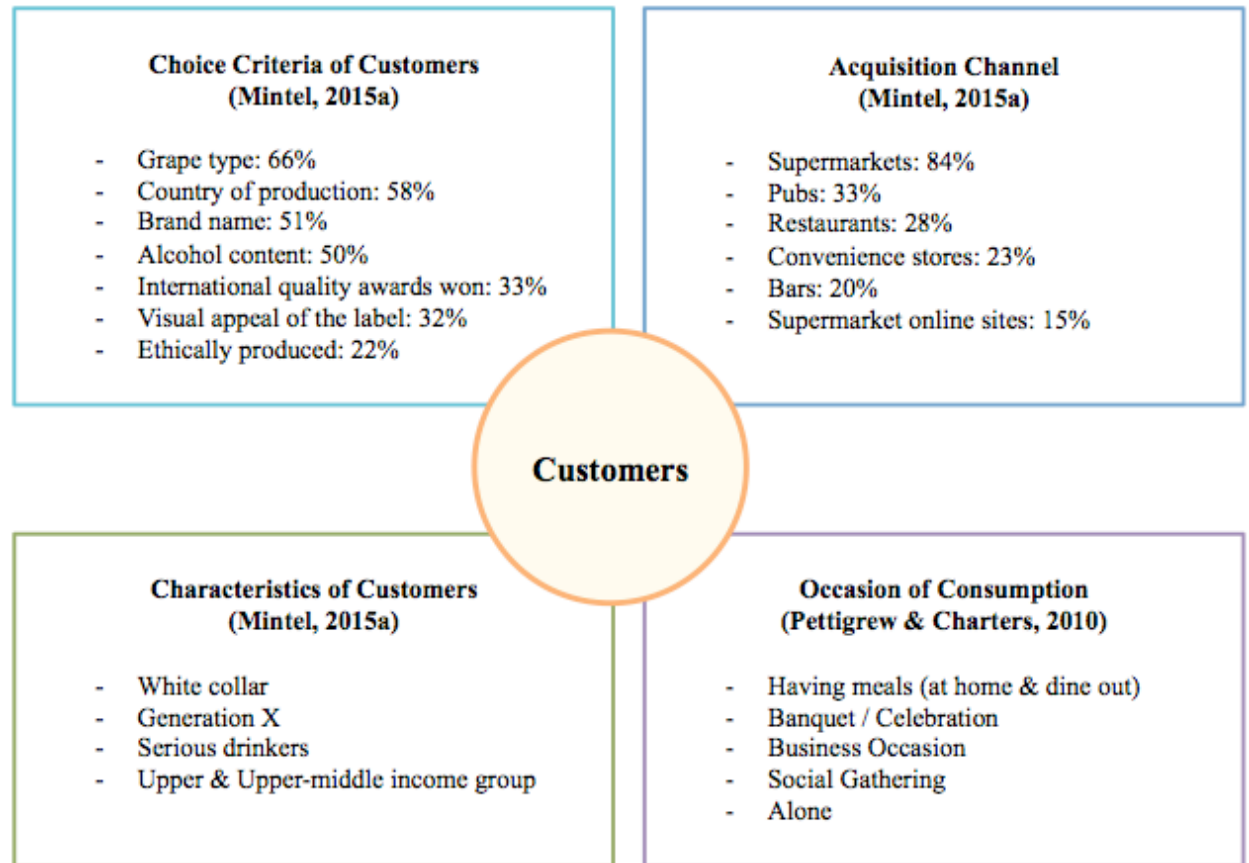 Choice Criteria of Customers
(Mintel, 2015a)
- Grape type: 66%
- Country of production: 58%
- Brand name: 51%
- Alcohol content: 50%
- International quality awards won: 33%
- Visual appeal of the label: 32%
- Ethically produced: 22%
Acquisition Channel
(Mintel, 2015a)
- Supermarkets: 84%
- Pubs: 33%
- Restaurants: 28%
- Convenience stores: 23%
- Bars: 20%
- Supermarket online sites: 15%
Customers
Characteristics of Customers
(Mintel, 2015a)
- White collar
- Generation X
- Serious drinkers
- Upper & Upper-middle income group
Occasion of Consumption
(Pettigrew & Charters, 2010)
- Having meals (at home & dine out)
- Banquet / Celebration
- Business Occasion
- Social Gathering
- Alone